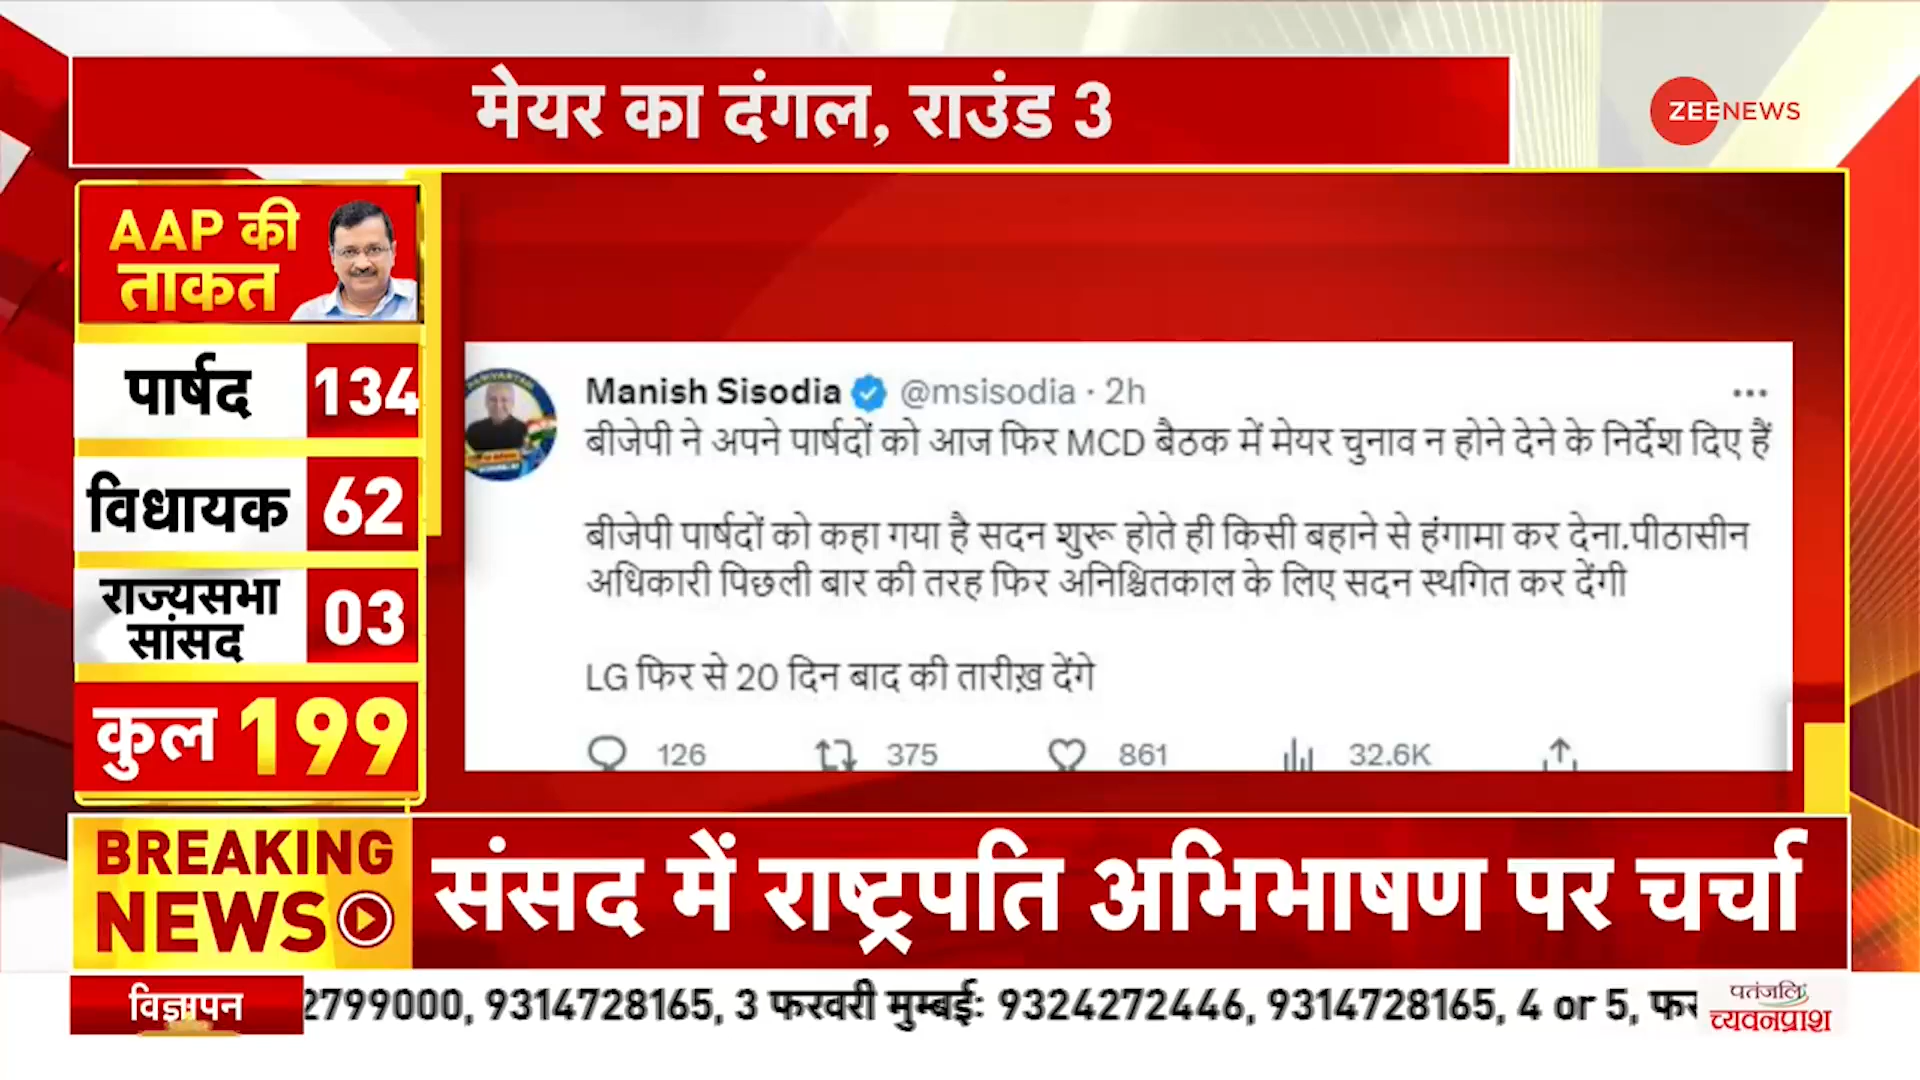 मेयर का दंगल, राउंड 3
ZEENEWS
AAP की
ताकत
पार्षद 134
विधायक 62
राज्यसभा
सांसद 03
कुल 199
Manish Sisodia @msisodia · 2h
बीजेपी ने अपने पार्षदों को आज फिर MCD बैठक में मेयर चुनाव न होने देने के निर्देश दिए हैं
बीजेपी पार्षदों को कहा गया है सदन शुरू होते ही किसी बहाने से हंगामा कर देना.पीठासीन
अधिकारी पिछली बार की तरह फिर अनिश्चितकाल के लिए सदन स्थगित कर देंगी
LG फिर से 20 दिन बाद की तारीख़ देंगे
126 375 861 32.6K
BREAKING
NEWS
संसद में राष्ट्रपति अभिभाषण पर चर्चा
विज्ञापन
2799000, 9314728165, 3 फरवरी मुम्बईः 9324272446, 9314728165, 4 or 5,
पतंजलि
च्यवनप्राश